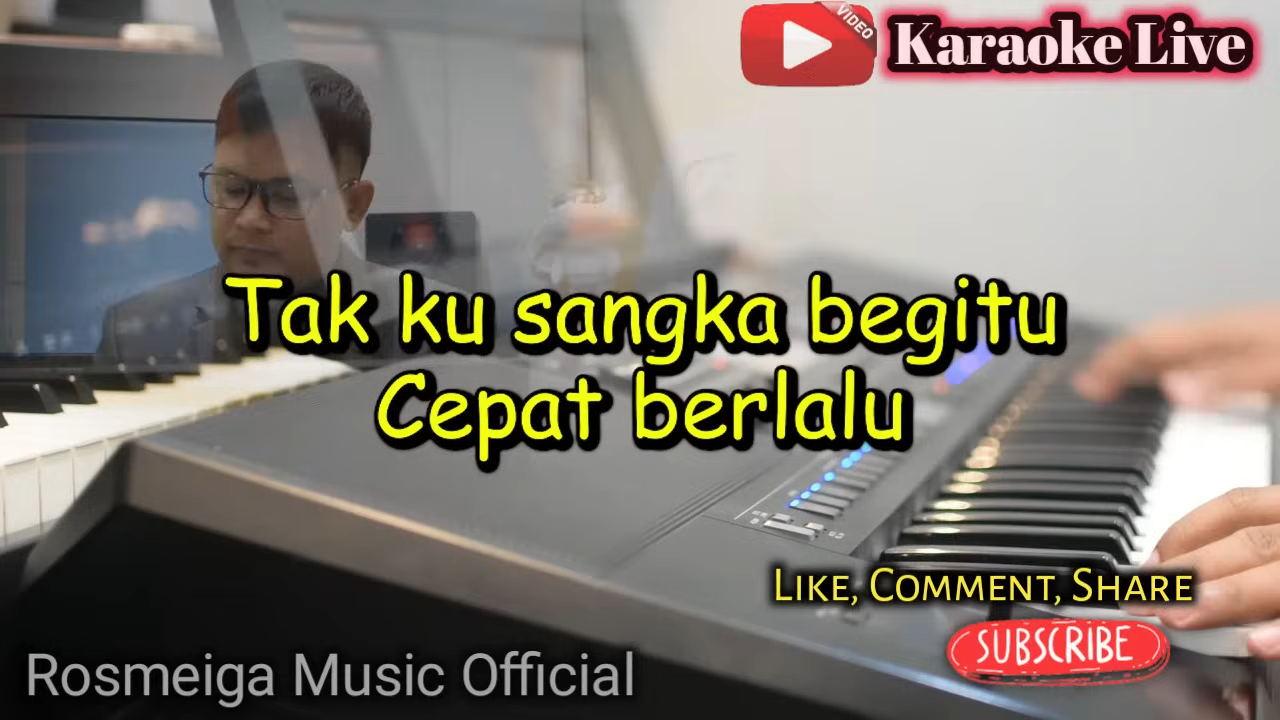 VIDEO
Karaoke Live
Tak ku sangka begitu
Cepat berlalu
Like, Comment, Share
SUBSCRIBE
Rosmeiga Music Official